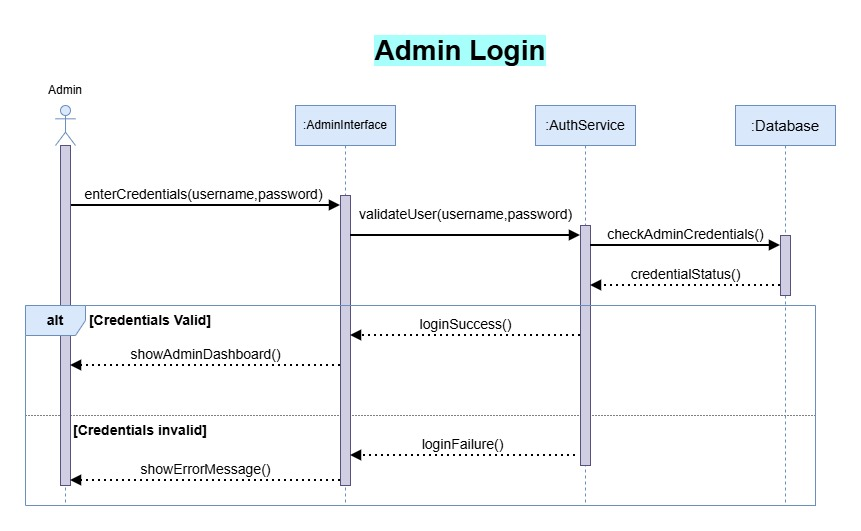 Admin Login
Admin
:AdminInterface
:AuthService
:Database
enterCredentials(username,password)
validateUser(username,password)
checkAdminCredentials()
credentialStatus()
alt
[Credentials Valid]
loginSuccess()
showAdminDashboard()
[Credentials invalid]
loginFailure()
showErrorMessage()